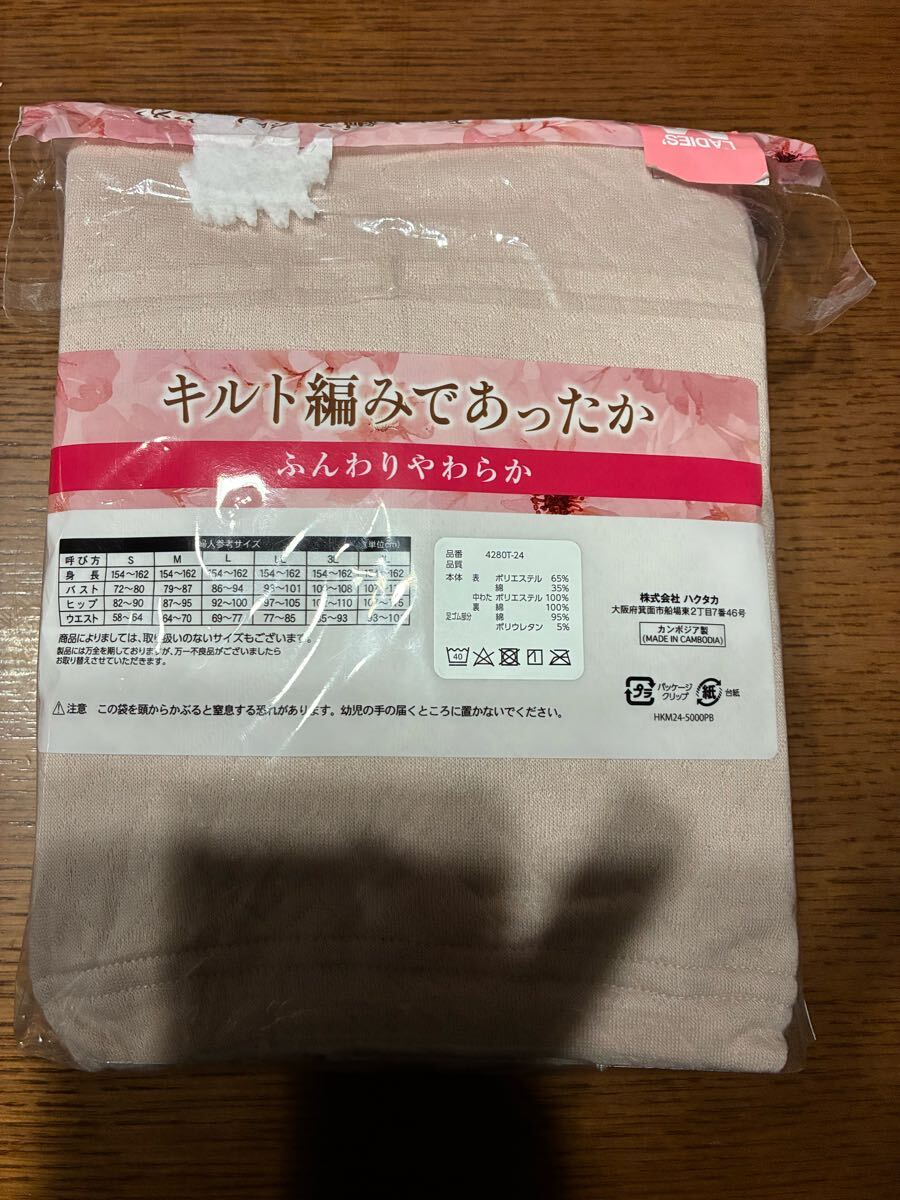 LADIES'
キルト編みであったか
ふんわりやわらか
婦人参考サイズ (単位cm)
呼び方 S M L 3L
身長 154〜162 154〜162 154〜162 154〜162 154〜162
バスト 72〜80 79〜87 86〜94 93〜101
ヒップ 82〜90 87〜95 92〜100 97〜105
ウエスト 58〜64 64〜70 69〜77 77〜85
商品によりましては、取り扱いのないサイズもございます。
製品には万全を期しておりますが、万一不良品がございましたら
お取り替えさせていただきます。
⚠注意 この袋を頭からかぶると窒息する恐れがあります。幼児の手の届くところに置かないでください。
品番 4280T-24
品質
本体 表 ポリエステル 65%
綿 35%
中わた ポリエステル 100%
裏 綿 100%
足ゴム部分 綿 95%
ポリウレタン 5%
40
株式会社 ハクタカ
大阪府箕面市船場東2丁目7番46号
カンボジア製
(MADE IN CAMBODIA)
プラ パッケージ クリップ 紙 台紙
HKM24-5000PB